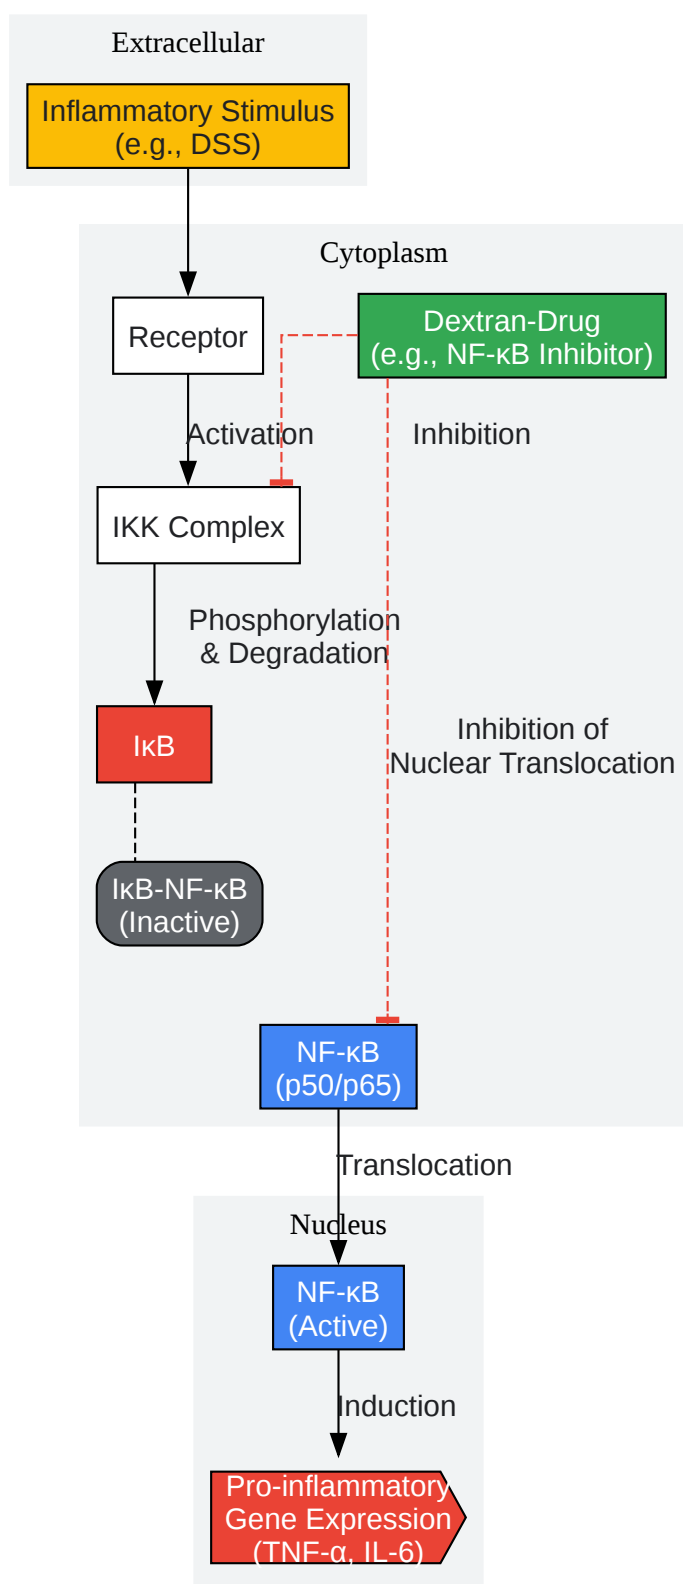 Extracellular
Inflammatory Stimulus
(e.g., DSS)
Cytoplasm
Receptor
Dextran-Drug
(e.g., NF-κB Inhibitor)
Activation
Inhibition
IKK Complex
Phosphorylation
& Degradation
Inhibition of
Nuclear Translocation
IκB
IκB-NF-κB
(Inactive)
NF-κB
(p50/p65)
Translocation
Nucleus
NF-κB
(Active)
Induction
Pro-inflammatory
Gene Expression
(TNF-α, IL-6)